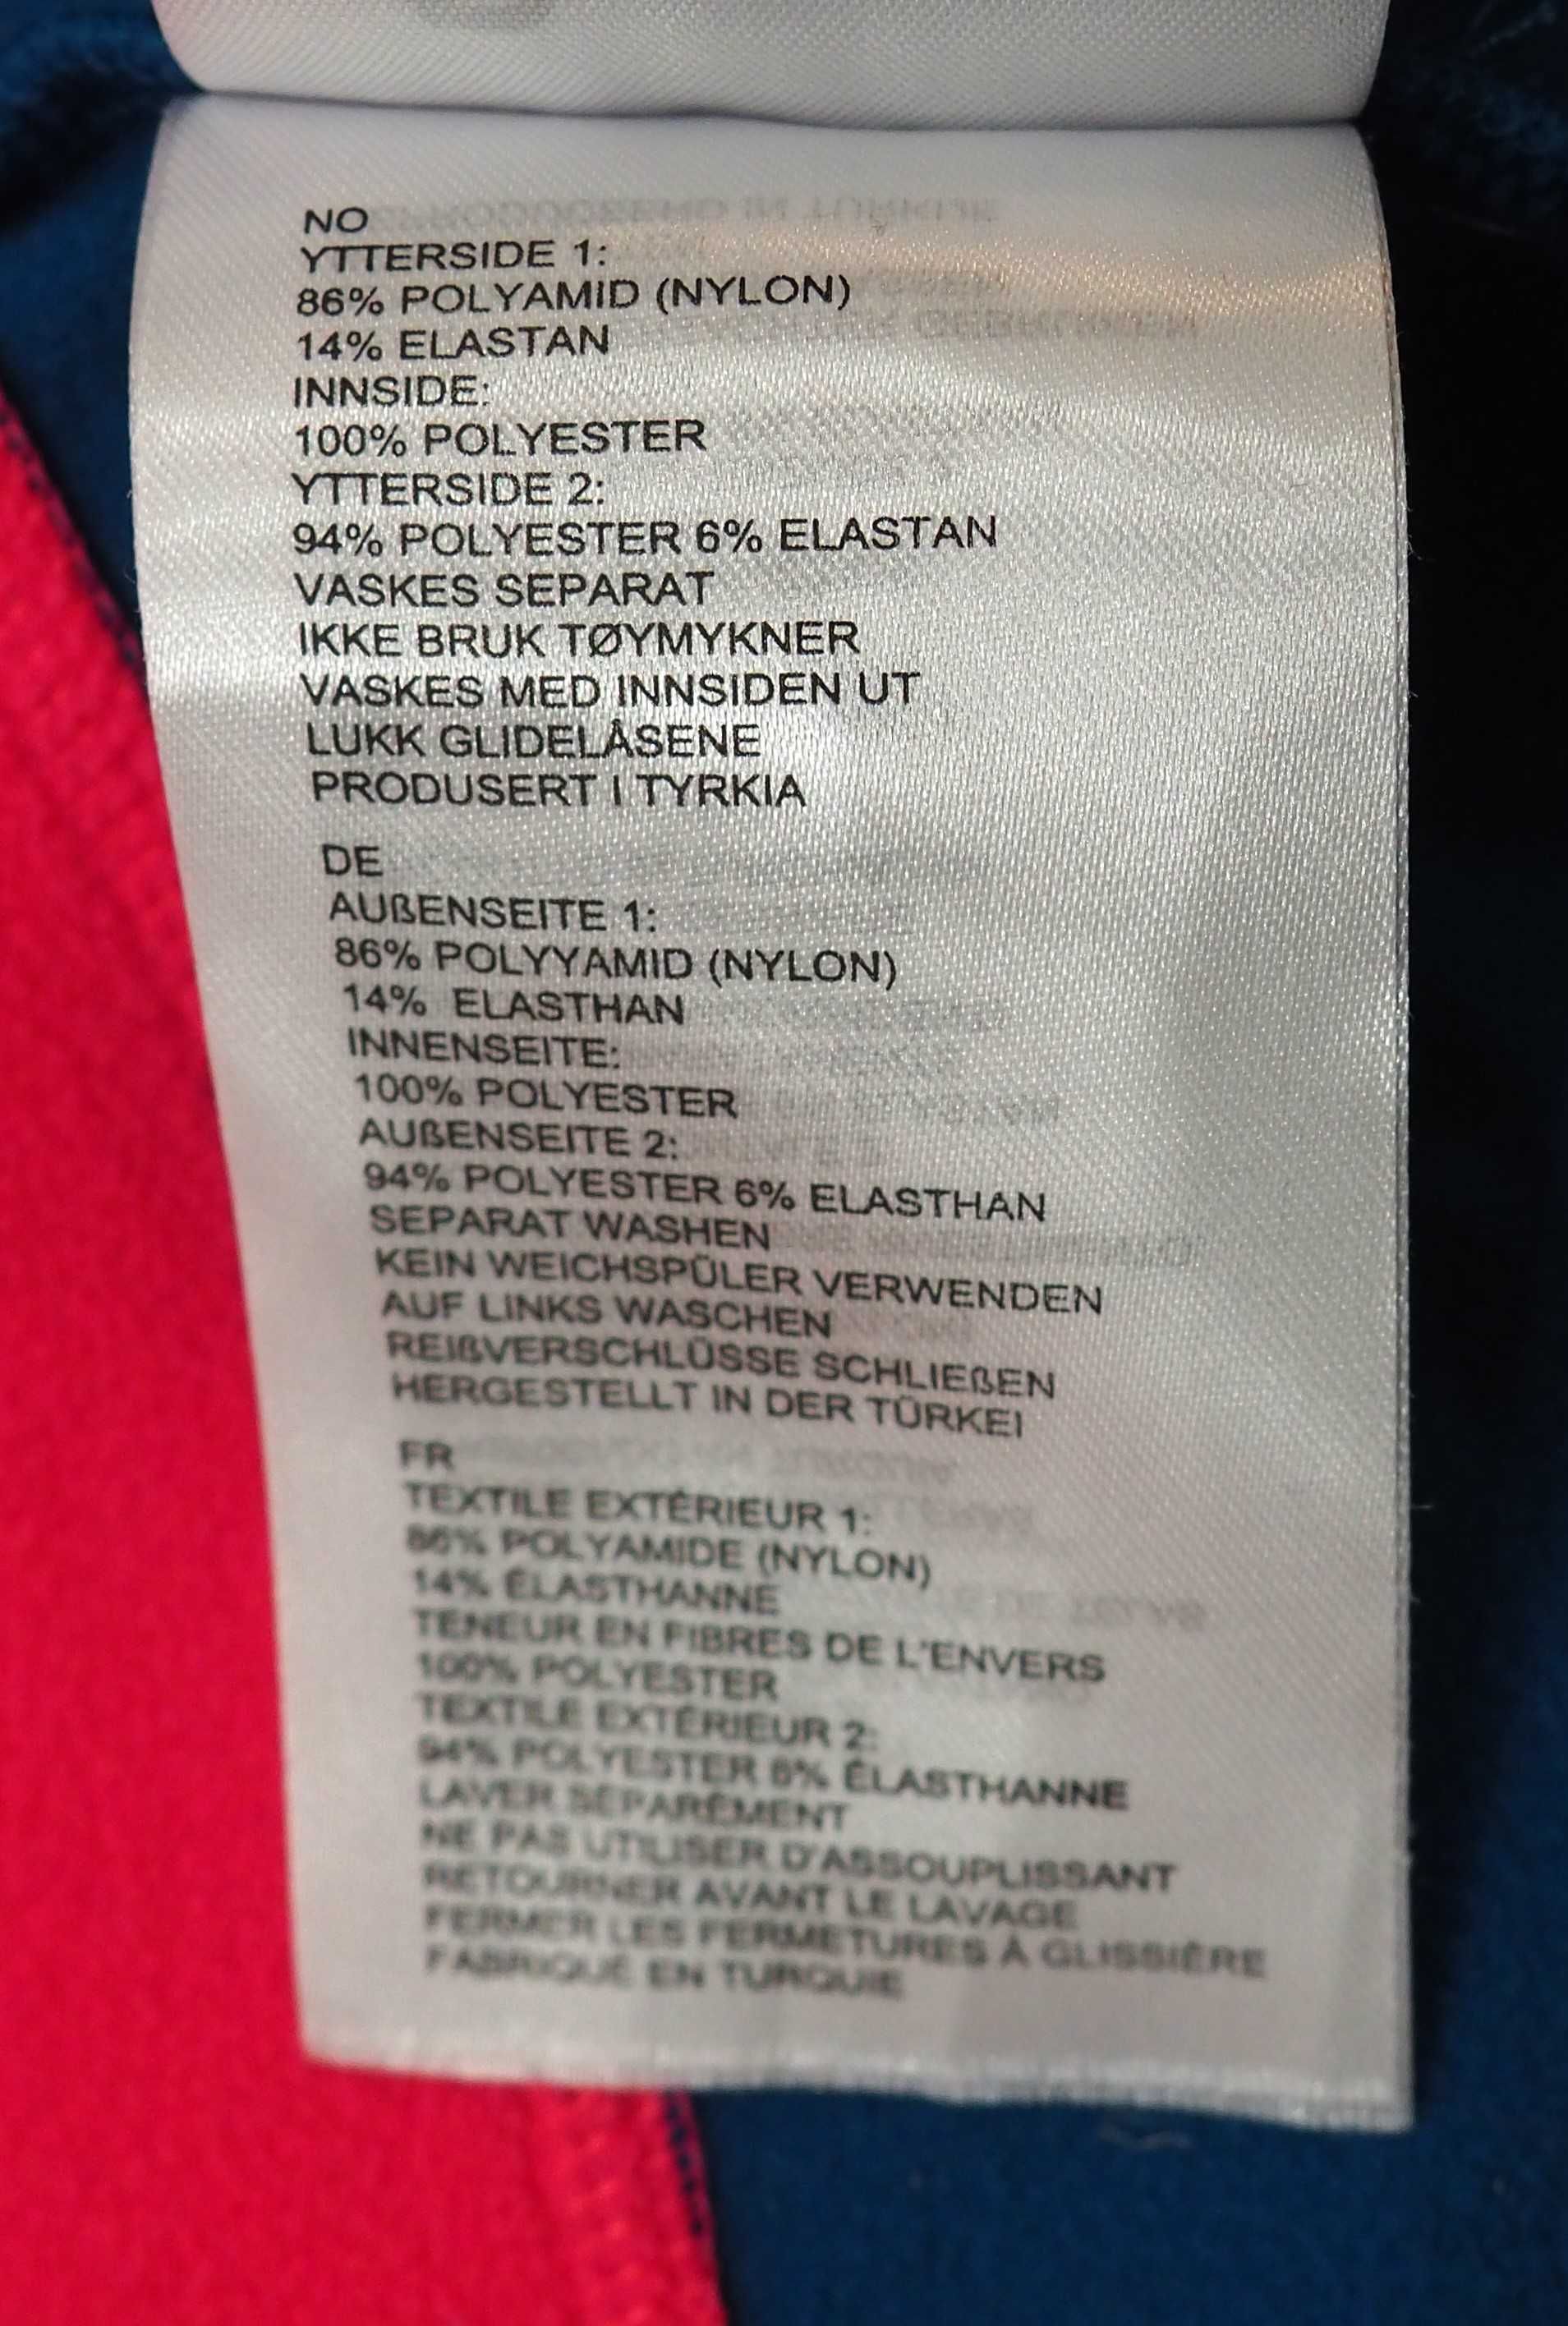 NO
YTTERSIDE 1:
86% POLYAMID (NYLON)
14% ELASTAN
INNSIDE:
100% POLYESTER
YTTERSIDE 2:
94% POLYESTER 6% ELASTAN
VASKES SEPARAT
IKKE BRUK TØYMYKNER
VASKES MED INNSIDEN UT
LUKK GLIDELÅSENE
PRODUSERT I TYRKIA
DE
AUßENSEITE 1:
86% POLYYAMID (NYLON)
14% ELASTHAN
INNENSEITE:
100% POLYESTER
AUßENSEITE 2:
94% POLYESTER 6% ELASTHAN
SEPARAT WASHEN
KEIN WEICHSPÜLER VERWENDEN
AUF LINKS WASCHEN
REIßVERSCHLÜSSE SCHLIEßEN
HERGESTELLT IN DER TÜRKEI
FR
TEXTILE EXTÉRIEUR 1:
86% POLYAMIDE (NYLON)
14% ÉLASTHANNE
TENEUR EN FIBRES DE L'ENVERS
100% POLYESTER
TEXTILE EXTÉRIEUR 2:
94% POLYESTER 6% ÉLASTHANNE
LAVER SÉPARÉMENT
NE PAS UTILISER D'ASSOUPLISSANT
RETOURNER AVANT LE LAVAGE
FERMER LES FERMETURES À GLISSIÈRE
FABRIQUÉ EN TURQUIE